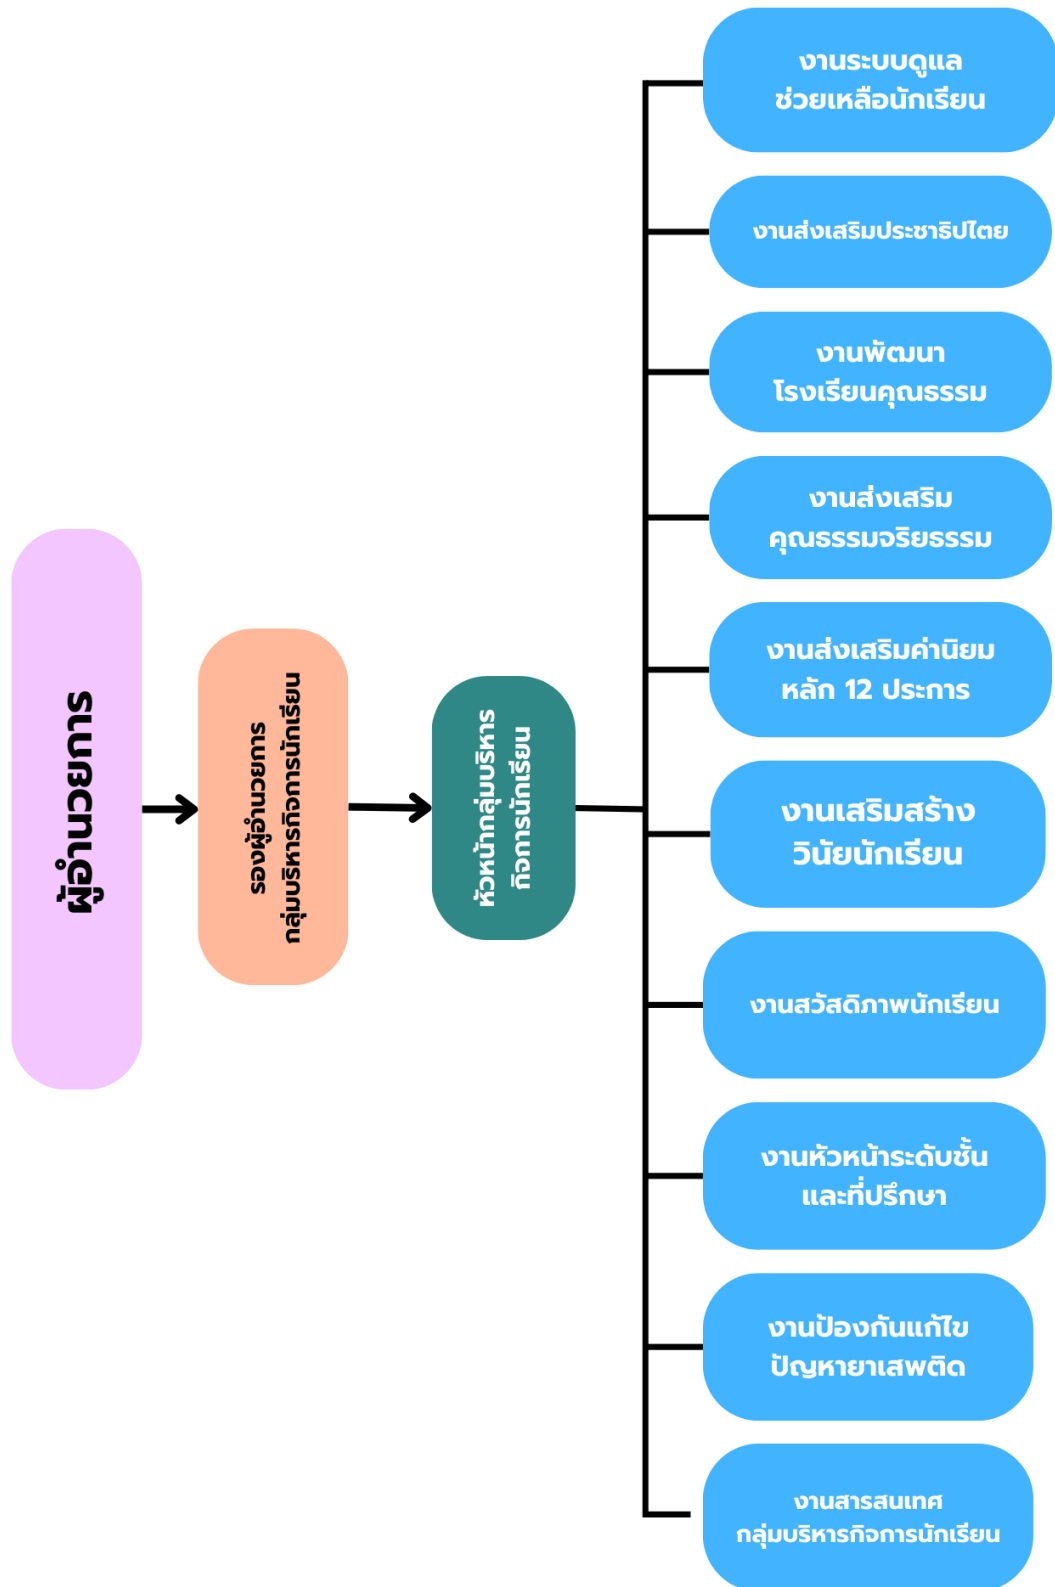 ผู้อำนวยการ
รองผู้อำนวยการ
กลุ่มบริหารกิจการนักเรียน
หัวหน้ากลุ่มบริหาร
กิจการนักเรียน
งานระบบดูแล
ช่วยเหลือนักเรียน
งานส่งเสริมประชาธิปไตย
งานพัฒนา
โรงเรียนคุณธรรม
งานส่งเสริม
คุณธรรมจริยธรรม
งานส่งเสริมค่านิยม
หลัก 12 ประการ
งานเสริมสร้าง
วินัยนักเรียน
งานสวัสดิภาพนักเรียน
งานหัวหน้าระดับชั้น
และที่ปรึกษา
งานป้องกันแก้ไข
ปัญหายาเสพติด
งานสารสนเทศ
กลุ่มบริหารกิจการนักเรียน